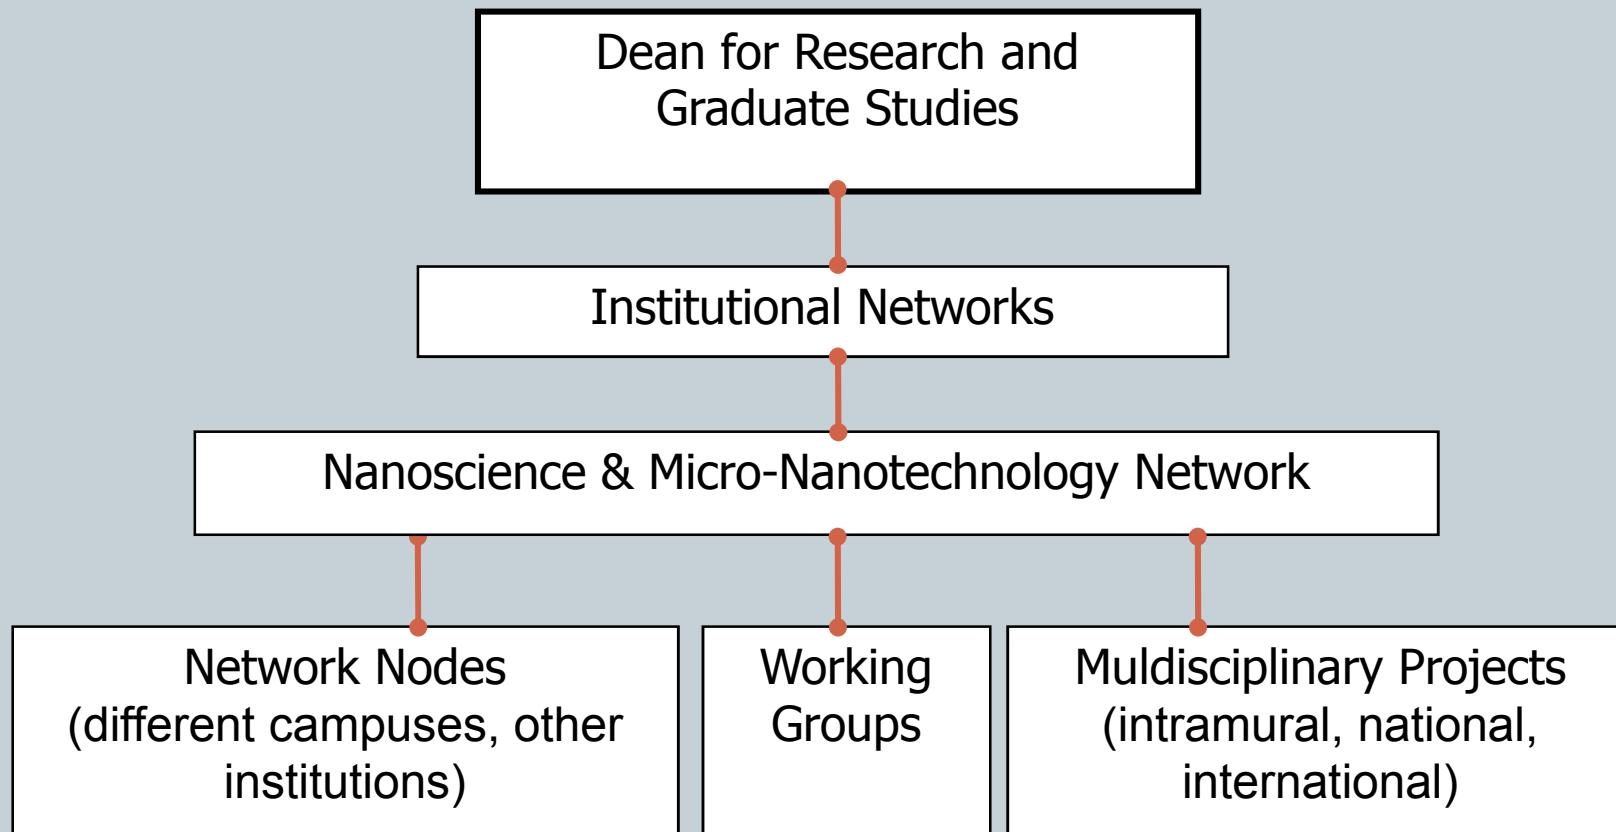 Dean for Research and
Graduate Studies
Institutional Networks
Nanoscience & Micro-Nanotechnology Network
Network Nodes
(different campuses, other
institutions)
Working
Groups
Muldisciplinary Projects
(intramural, national,
international)